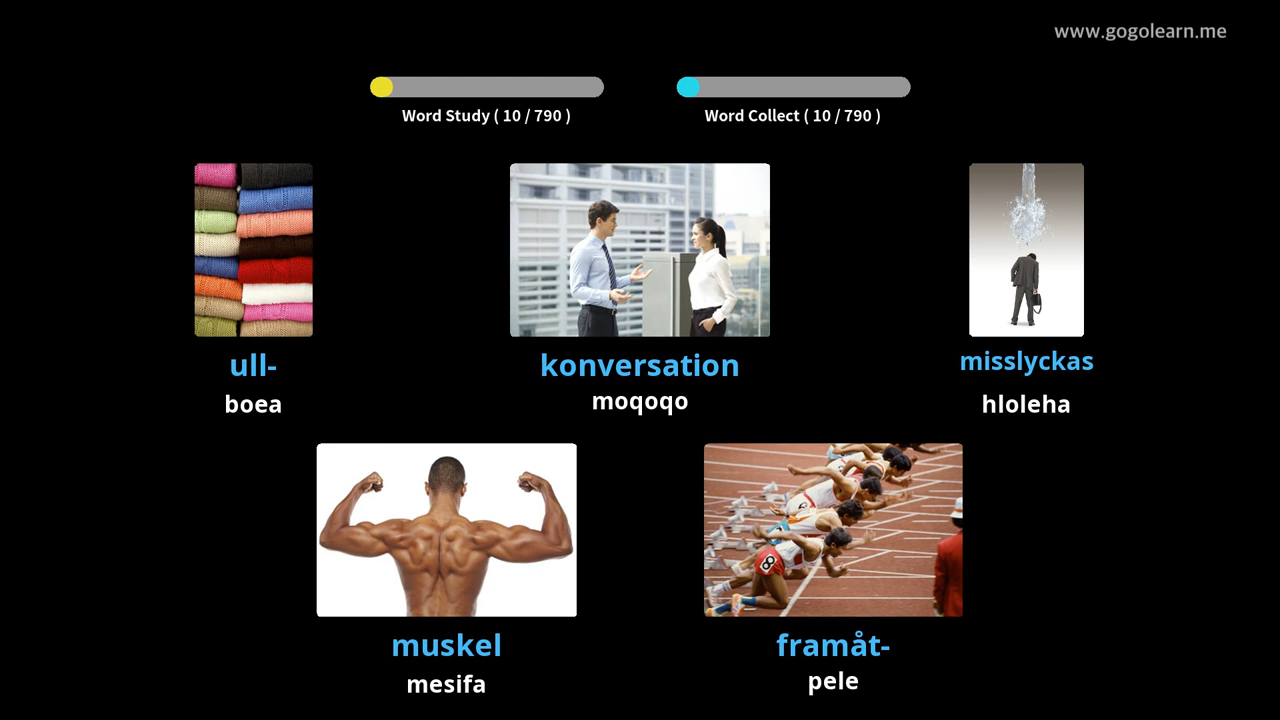 www.gogolearn.me
Word Study ( 10 / 790 )
Word Collect ( 10 / 790 )
ull-
boea
konversation
moqoqo
misslyckas
hloleha
muskel
mesifa
framåt-
pele